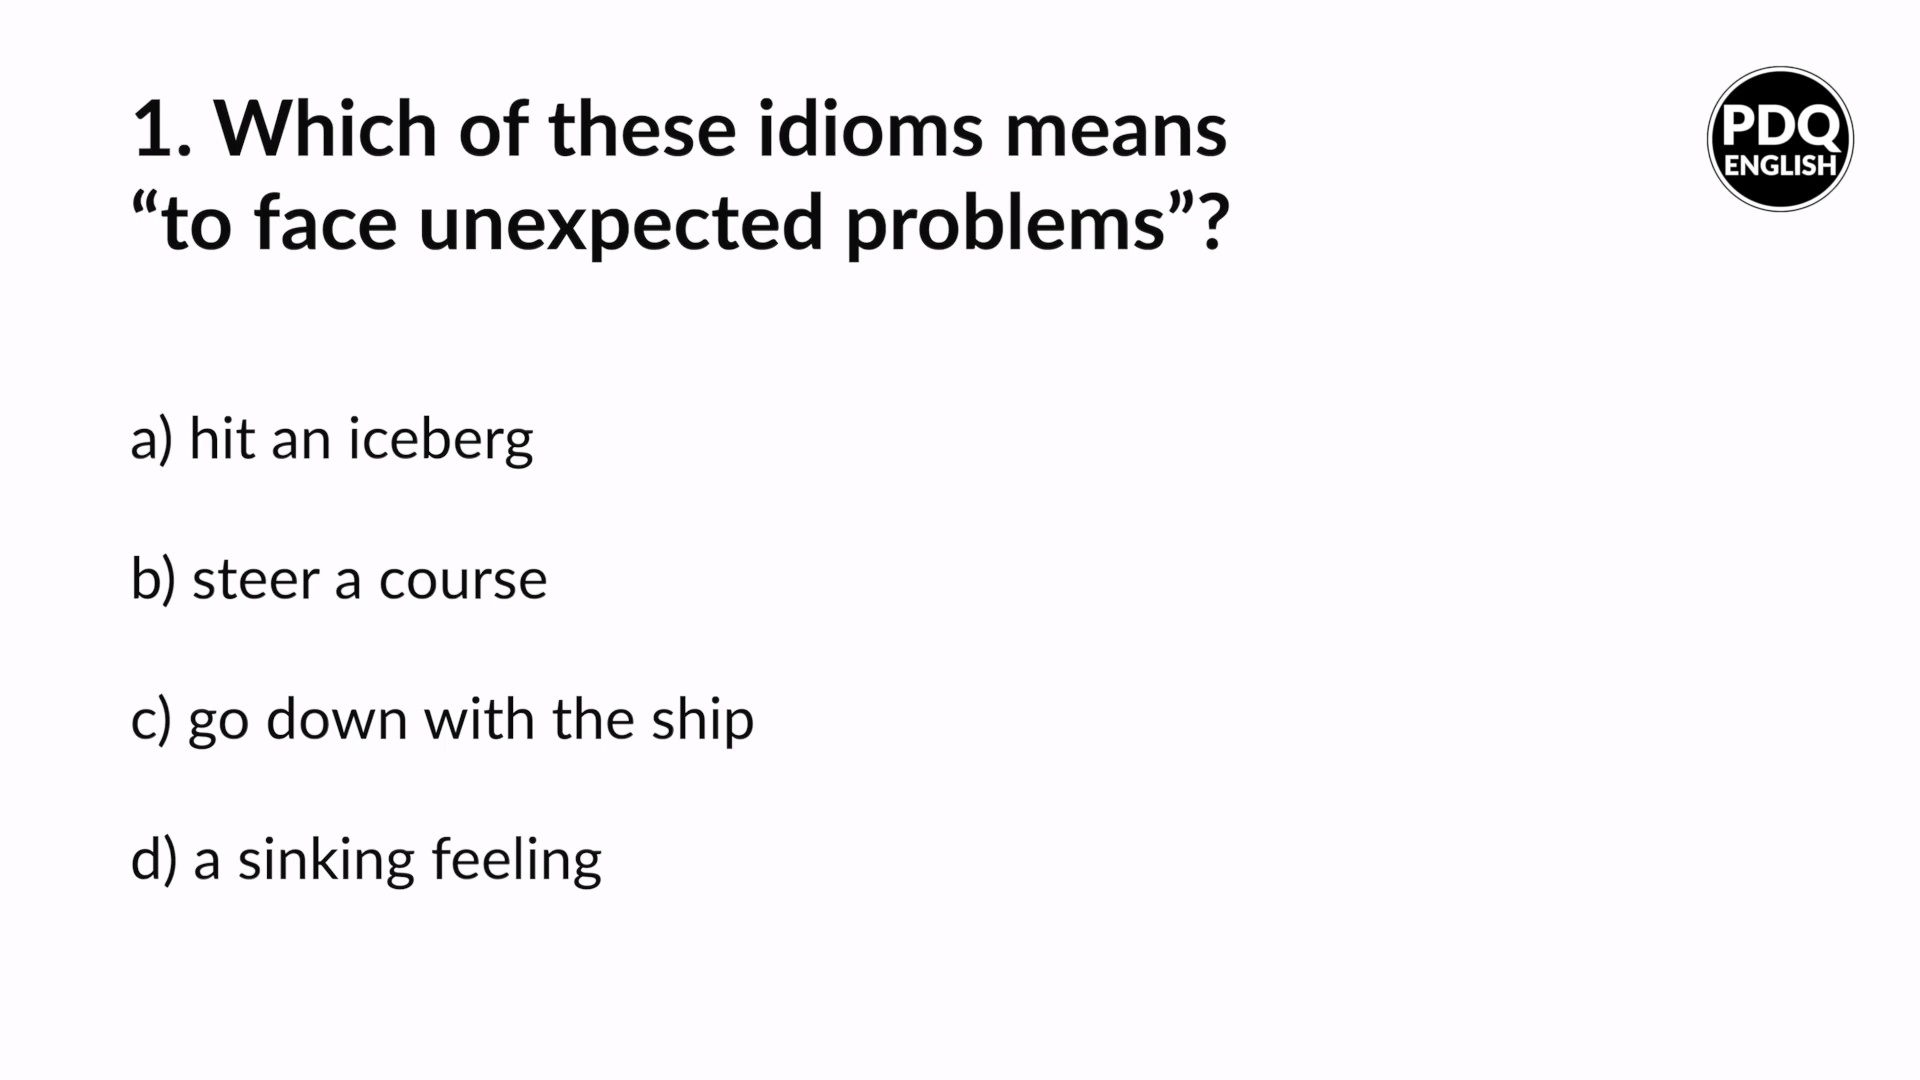 1. Which of these idioms means
“to face unexpected problems”?
PDQ
ENGLISH
a) hit an iceberg
b) steer a course
c) go down with the ship
d) a sinking feeling